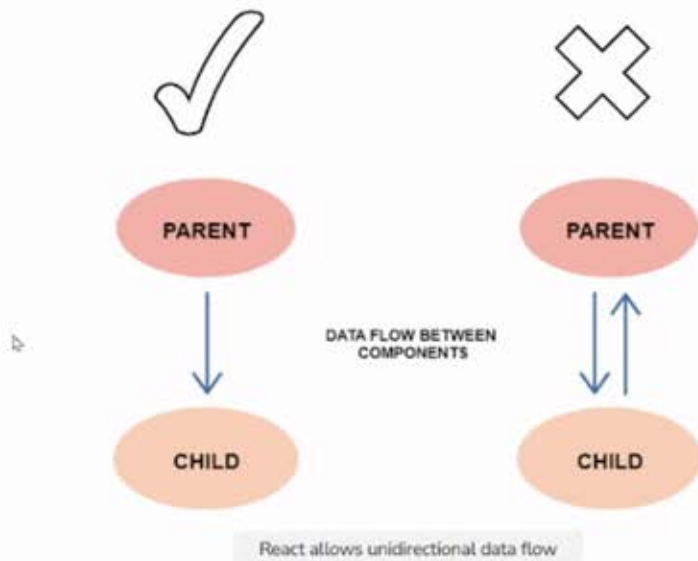 PARENT
PARENT
DATA FLOW BETWEEN
COMPONENTS
CHILD
CHILD
React allows unidirectional data flow